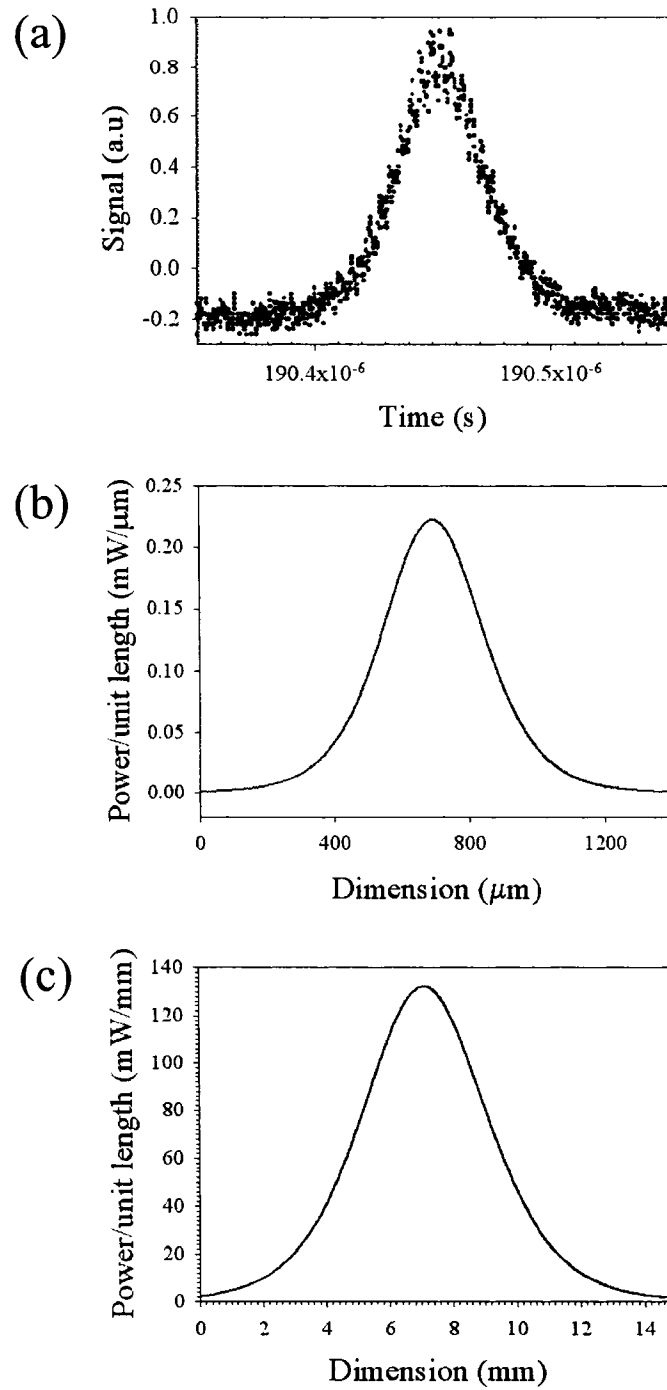 (a)
Signal (a.u)
1.0
0.8
0.6
0.4
0.2
0.0
-0.2
190.4x10⁻⁶ 190.5x10⁻⁶
Time (s)
(b)
Power/unit length (mW/μm)
0.25
0.20
0.15
0.10
0.05
0.00
0 400 800 1200
Dimension (μm)
(c)
Power/unit length (mW/mm)
140
120
100
80
60
40
20
0
0 2 4 6 8 10 12 14
Dimension (mm)